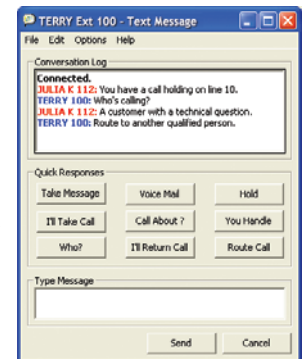 TERRY Ext 100 - Text Message
File Edit Options Help
Conversation Log
Connected.
JULIA K 112: You have a call holding on line 10.
TERRY 100: Who's calling?
JULIA K 112: A customer with a technical question.
TERRY 100: Route to another qualified person.
Quick Responses
Take Message Voice Mail Hold
I'll Take Call Call About ? You Handle
Who? I'll Return Call Route Call
Type Message
Send Cancel